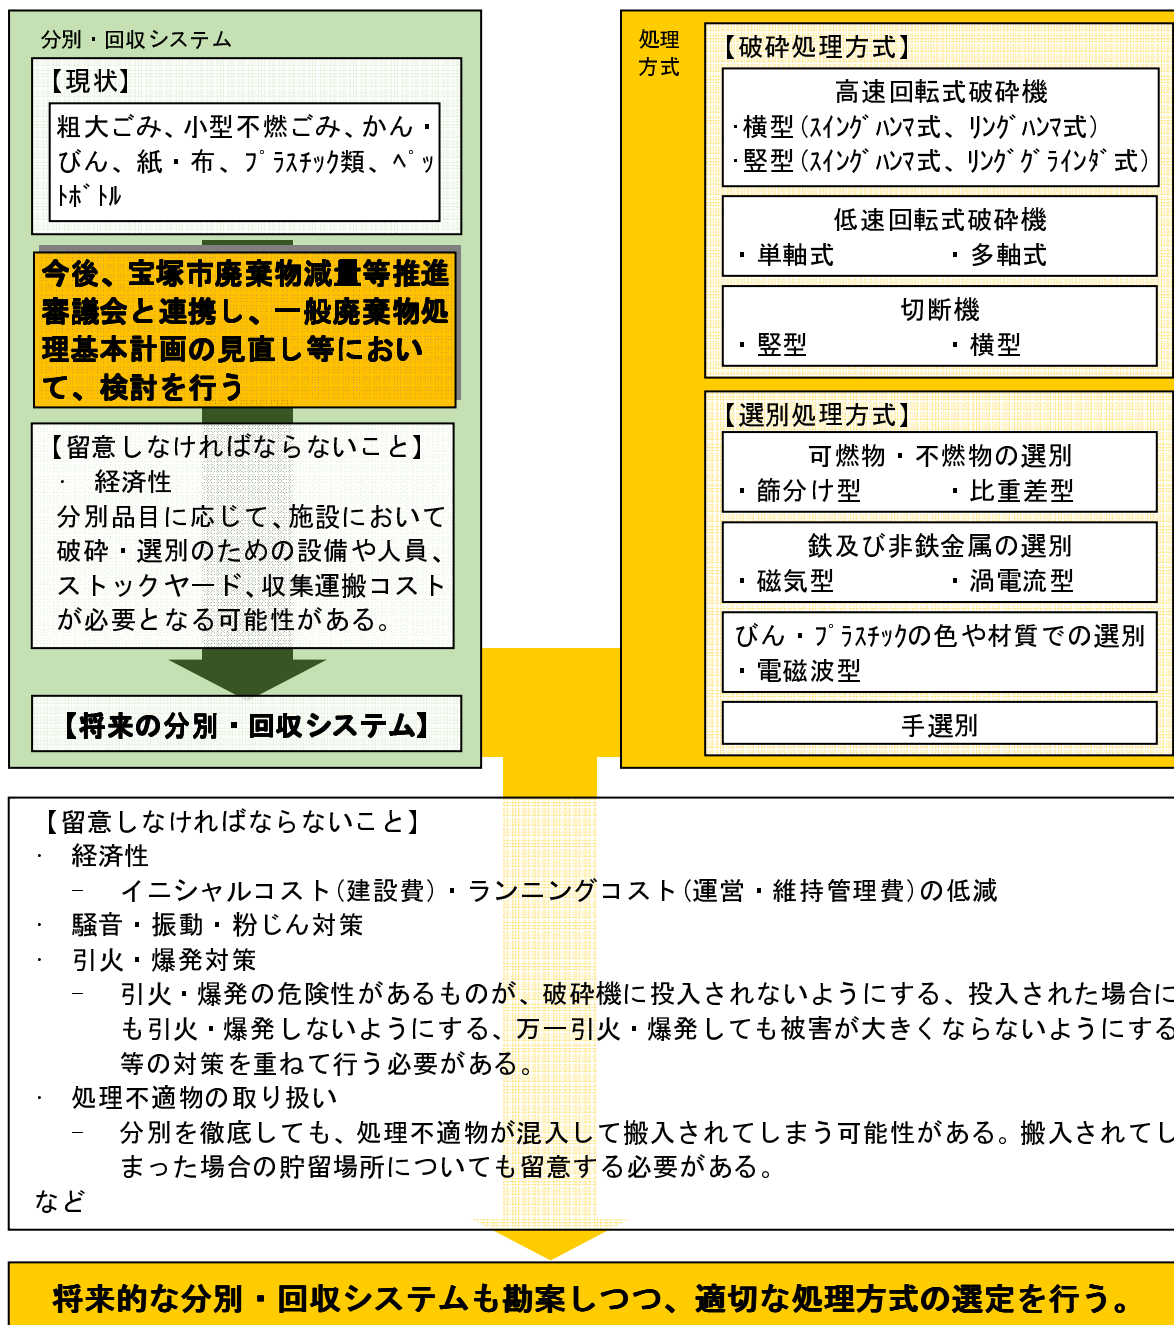 分別・回収システム
【現状】
粗大ごみ、小型不燃ごみ、かん・
びん、紙・布、プラスチック類、ペッ
トボトル
今後、宝塚市廃棄物減量等推進
審議会と連携し、一般廃棄物処
理基本計画の見直し等におい
て、検討を行う
【留意しなければならないこと】
・ 経済性
分別品目に応じて、施設において
破砕・選別のための設備や人員、
ストックヤード、収集運搬コスト
が必要となる可能性がある。
【将来の分別・回収システム】
処理
方式
【破砕処理方式】
高速回転式破砕機
・横型(スイングハンマ式、リングハンマ式)
・竪型(スイングハンマ式、リンググラインダ式)
低速回転式破砕機
・単軸式 ・多軸式
切断機
・竪型 ・横型
【選別処理方式】
可燃物・不燃物の選別
・篩分け型 ・比重差型
鉄及び非鉄金属の選別
・磁気型 ・渦電流型
びん・プラスチックの色や材質での選別
・電磁波型
手選別
【留意しなければならないこと】
・ 経済性
－ イニシャルコスト(建設費)・ランニングコスト(運営・維持管理費)の低減
・ 騒音・振動・粉じん対策
・ 引火・爆発対策
－ 引火・爆発の危険性があるものが、破砕機に投入されないようにする、投入された場合に
も引火・爆発しないようにする、万一引火・爆発しても被害が大きくならないようにする
等の対策を重ねて行う必要がある。
・ 処理不適物の取り扱い
－ 分別を徹底しても、処理不適物が混入して搬入されてしまう可能性がある。搬入されてし
まった場合の貯留場所についても留意する必要がある。
など
将来的な分別・回収システムも勘案しつつ、適切な処理方式の選定を行う。